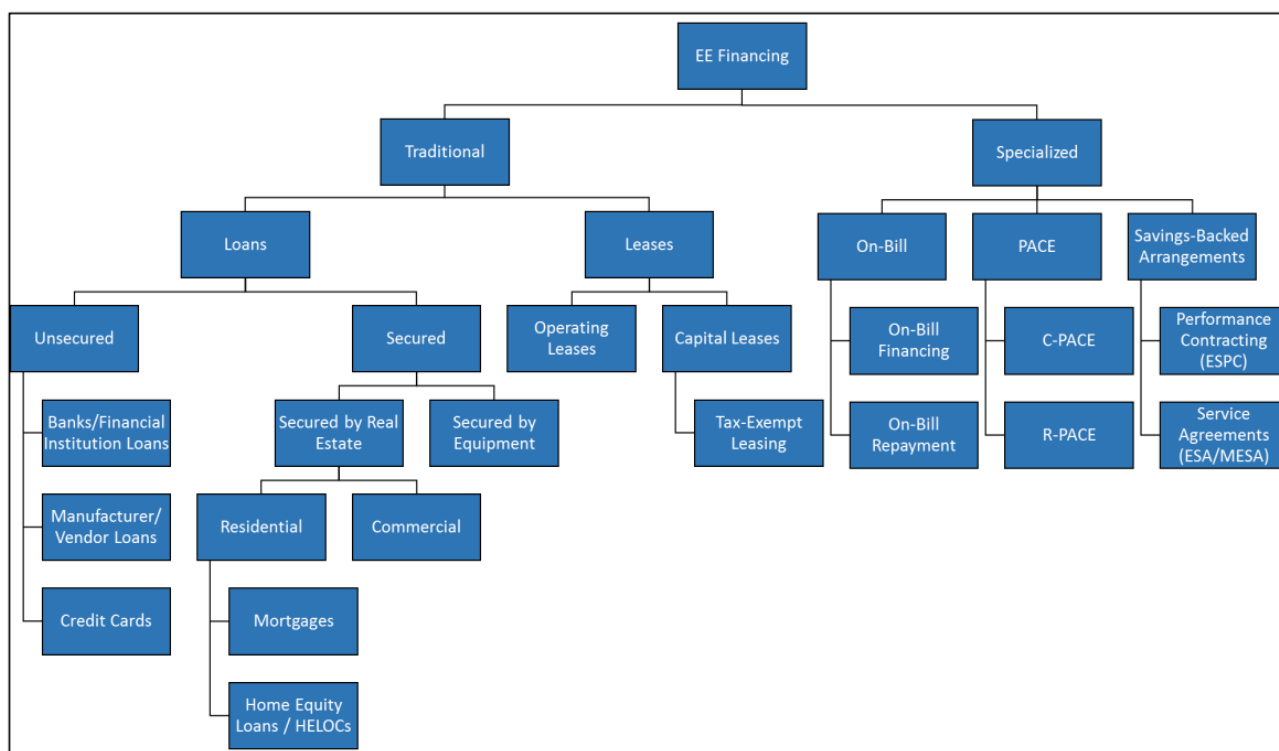 EE Financing
Traditional
Specialized
Loans
Leases
On-Bill
PACE
Savings-Backed
Arrangements
Unsecured
Secured
Operating
Leases
Capital Leases
On-Bill
Financing
C-PACE
Performance
Contracting
(ESPC)
Banks/Financial
Institution Loans
Secured by Real
Estate
Secured by
Equipment
Tax-Exempt
Leasing
On-Bill
Repayment
R-PACE
Service
Agreements
(ESA/MESA)
Manufacturer/
Vendor Loans
Residential
Commercial
Credit Cards
Mortgages
Home Equity
Loans / HELOCs